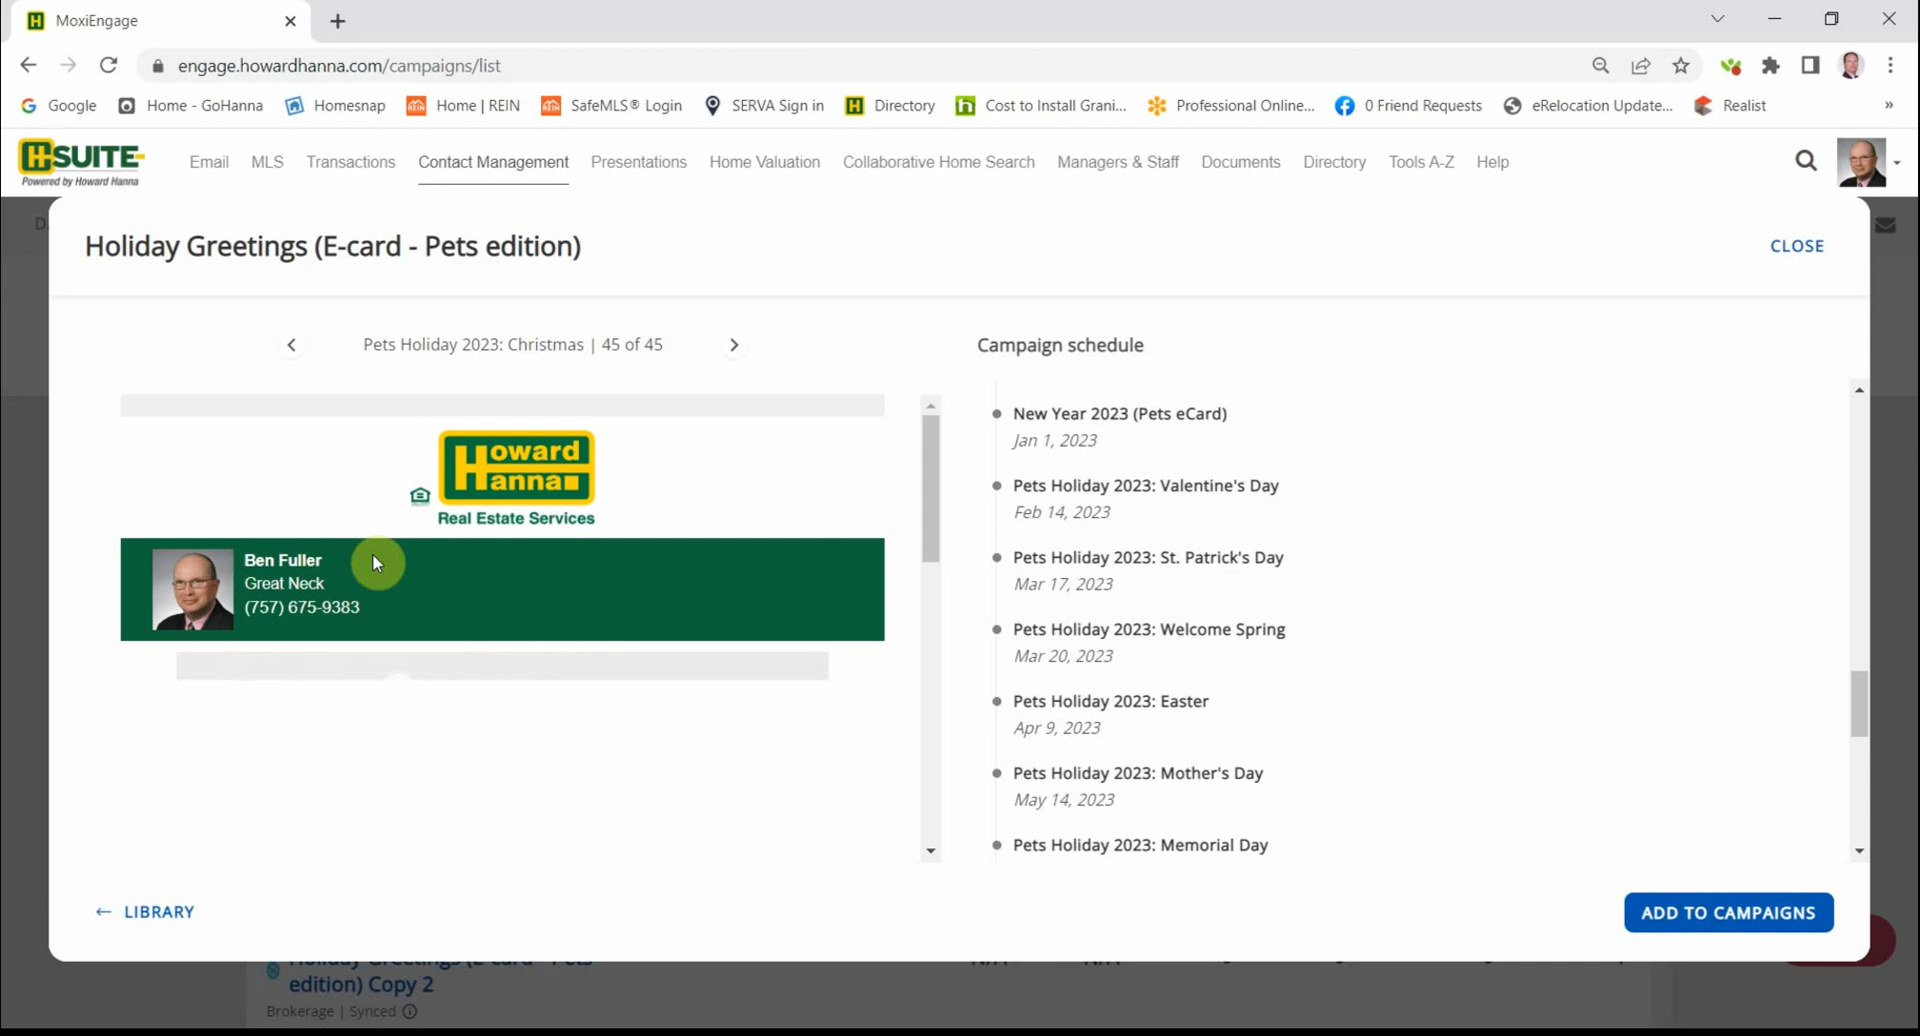 MoxiEngage
engage.howardhanna.com/campaigns/list
Google
Home - GoHanna
Homesnap
REIN
Home | REIN
REIN
SafeMLS® Login
SERVA Sign in
H
Directory
h
Cost to Install Grani...
Professional Online...
0 Friend Requests
eRelocation Update...
Realist
»
H SUITE
Powered by Howard Hanna
Email
MLS
Transactions
Contact Management
Presentations
Home Valuation
Collaborative Home Search
Managers & Staff
Documents
Directory
Tools A-Z
Help
Holiday Greetings (E-card - Pets edition)
CLOSE
Pets Holiday 2023: Christmas | 45 of 45
Howard
Hanna
Real Estate Services
Ben Fuller
Great Neck
(757) 675-9383
Campaign schedule
New Year 2023 (Pets eCard)
Jan 1, 2023
Pets Holiday 2023: Valentine's Day
Feb 14, 2023
Pets Holiday 2023: St. Patrick's Day
Mar 17, 2023
Pets Holiday 2023: Welcome Spring
Mar 20, 2023
Pets Holiday 2023: Easter
Apr 9, 2023
Pets Holiday 2023: Mother's Day
May 14, 2023
Pets Holiday 2023: Memorial Day
← LIBRARY
ADD TO CAMPAIGNS
Holiday Greetings (E-card - Pets
edition) Copy 2
Brokerage | Synced